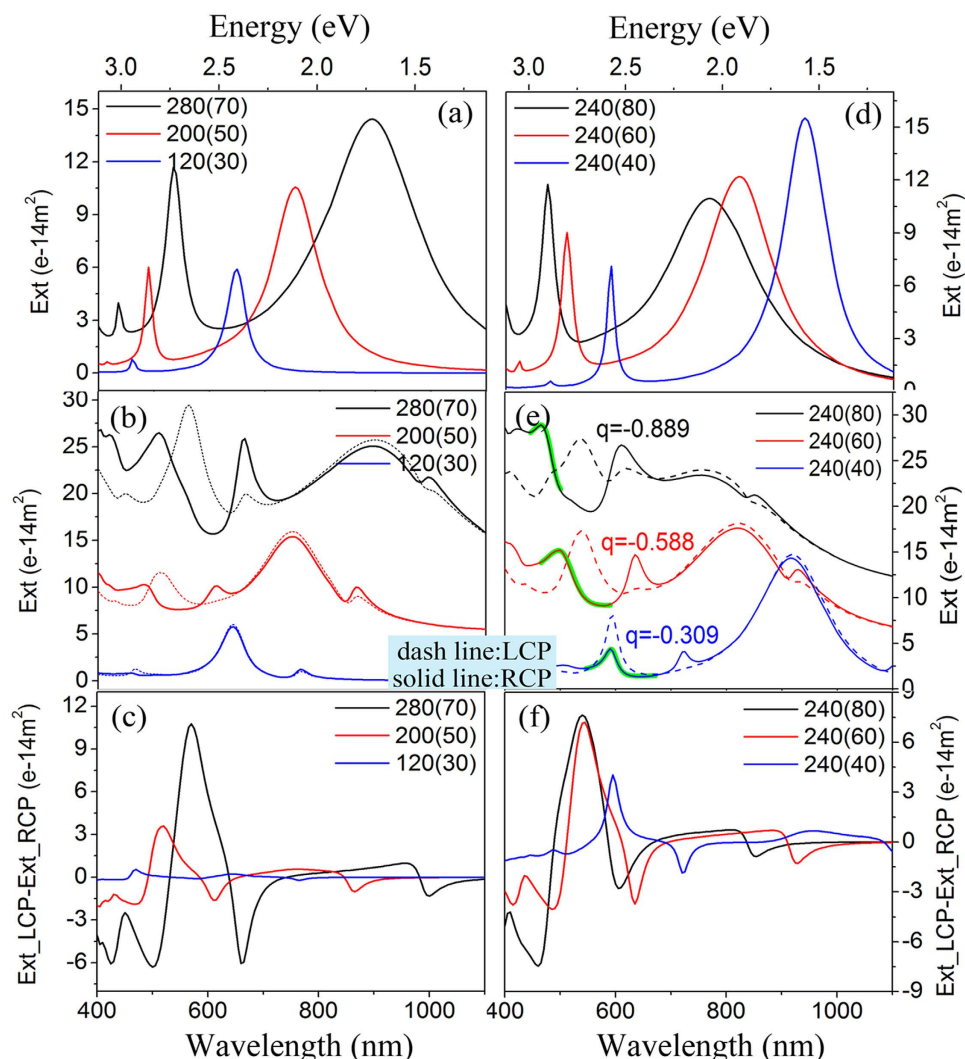 Energy (eV)
3.0 2.5 2.0 1.5
Energy (eV)
3.0 2.5 2.0 1.5
Ext (e-14m²)
15
12
9
6
3
0
280(70)
200(50)
120(30)
(a)
240(80)
240(60)
240(40)
(d)
15
12
9
6
3
0
Ext (e-14m²)
Ext (e-14m²)
30
25
20
15
10
5
0
(b)
280(70)
200(50)
120(30)
(e)
q=-0.889
q=-0.588
q=-0.309
240(80)
240(60)
240(40)
30
25
20
15
10
5
0
Ext (e-14m²)
dash line:LCP
solid line:RCP
Ext_LCP-Ext_RCP (e-14m²)
12
9
6
3
0
-3
-6
(c)
280(70)
200(50)
120(30)
(f)
240(80)
240(60)
240(40)
9
6
3
0
-3
-6
-9
Ext_LCP-Ext_RCP (e-14m²)
400 600 800 1000
Wavelength (nm)
400 600 800 1000
Wavelength (nm)